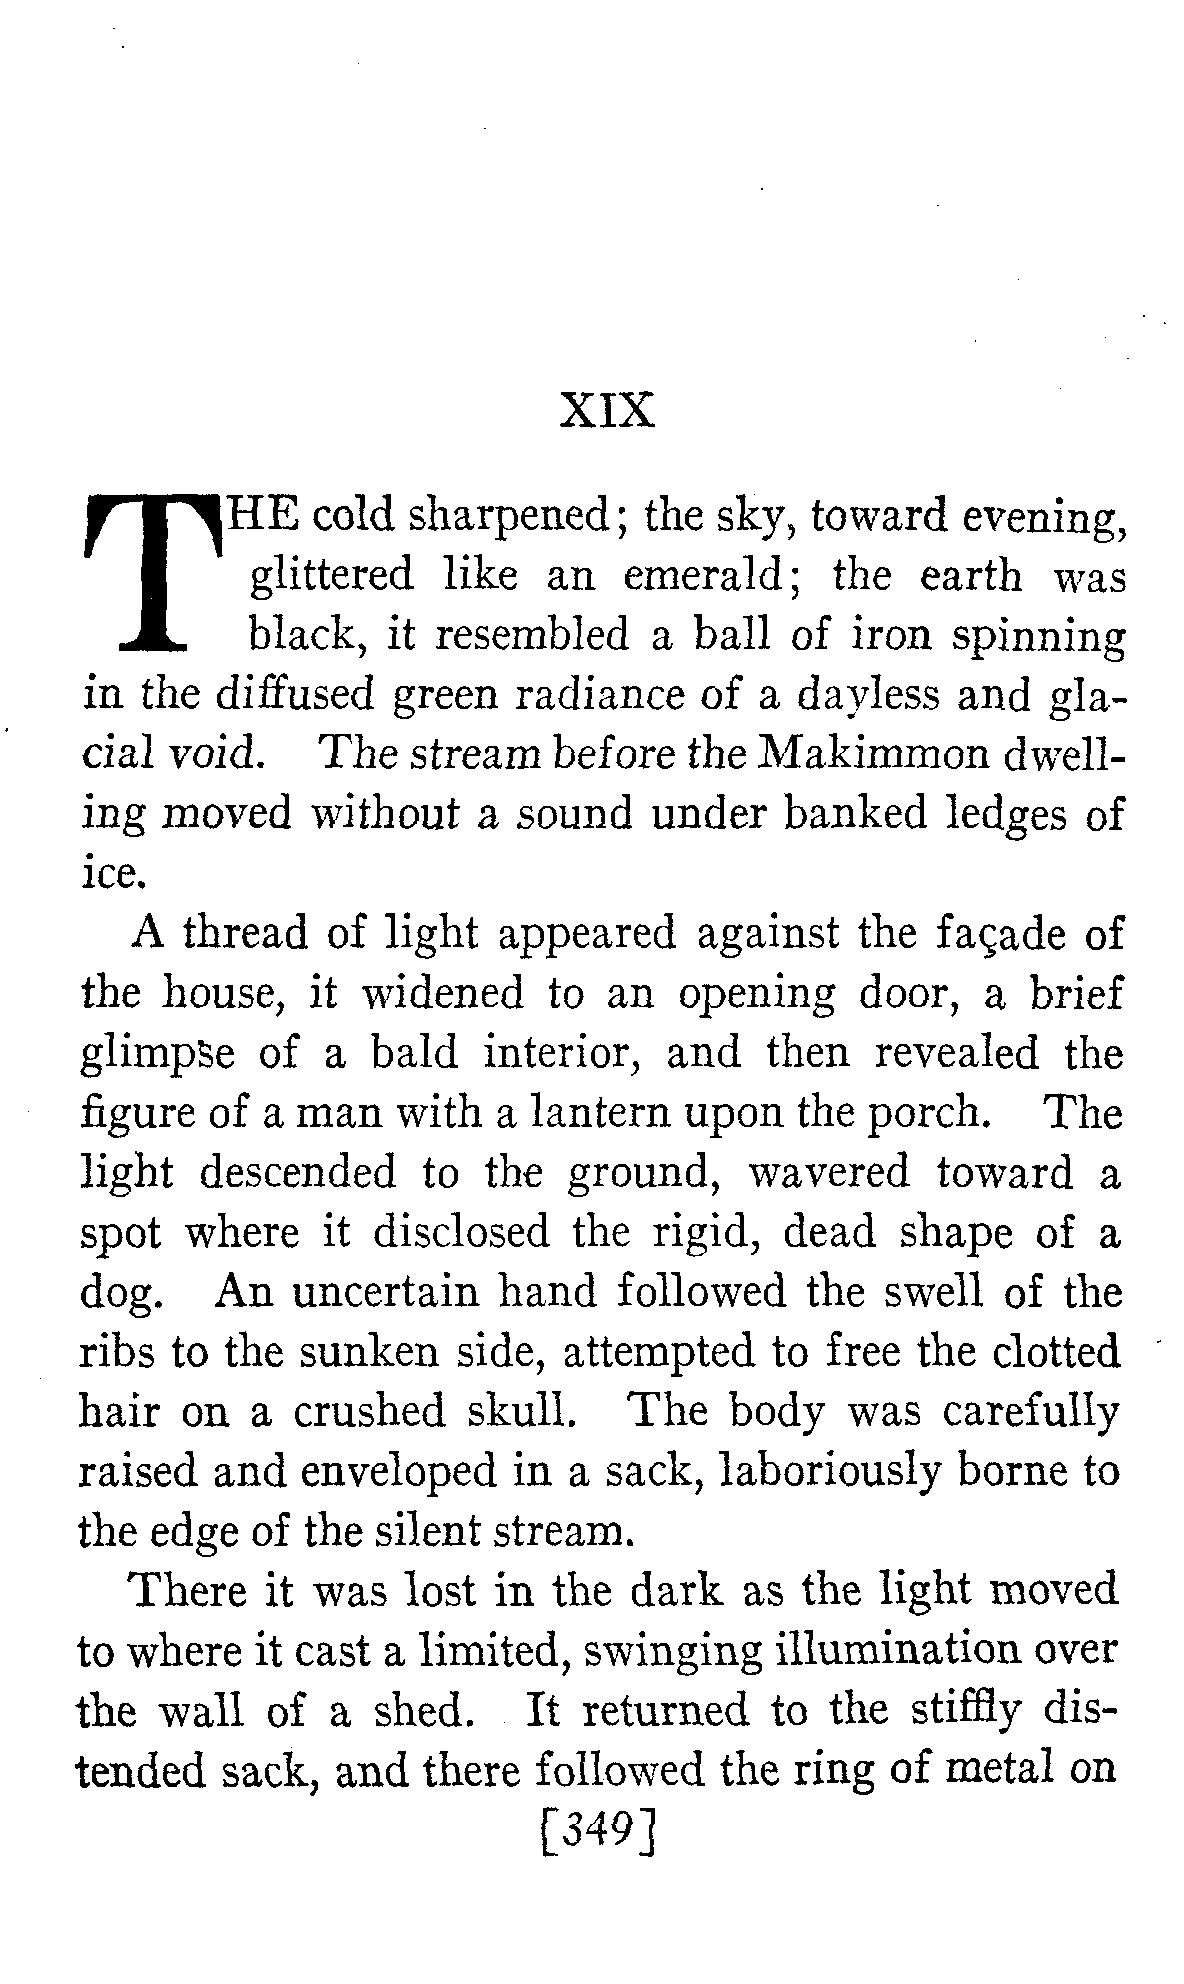 XIX
THE cold sharpened; the sky, toward evening,
glittered like an emerald; the earth was
black, it resembled a ball of iron spinning
in the diffused green radiance of a dayless and gla-
cial void. The stream before the Makimmon dwell-
ing moved without a sound under banked ledges of
ice.
A thread of light appeared against the façade of
the house, it widened to an opening door, a brief
glimpse of a bald interior, and then revealed the
figure of a man with a lantern upon the porch. The
light descended to the ground, wavered toward a
spot where it disclosed the rigid, dead shape of a
dog. An uncertain hand followed the swell of the
ribs to the sunken side, attempted to free the clotted
hair on a crushed skull. The body was carefully
raised and enveloped in a sack, laboriously borne to
the edge of the silent stream.
There it was lost in the dark as the light moved
to where it cast a limited, swinging illumination over
the wall of a shed. It returned to the stiffly dis-
tended sack, and there followed the ring of metal on
[349]